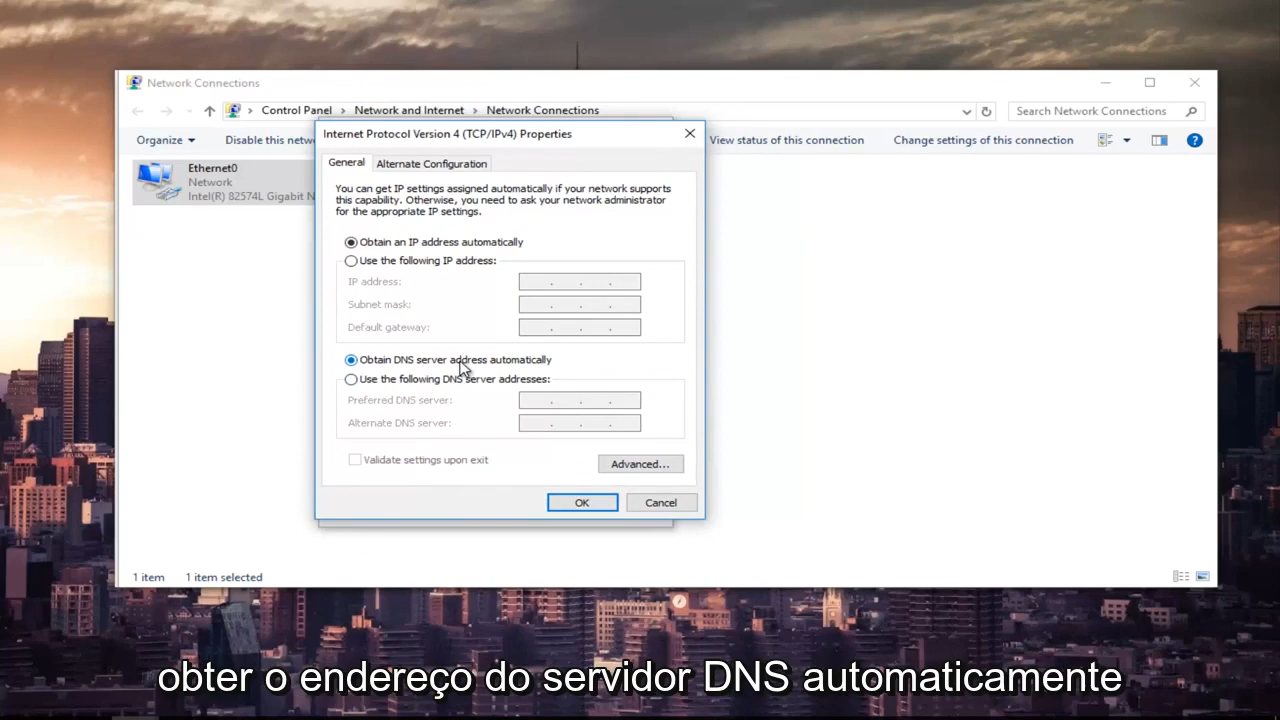 Network Connections
Control Panel > Network and Internet > Network Connections
Search Network Connections
Organize
Disable this netw
View status of this connection
Change settings of this connection
Ethernet0
Network
Intel(R) 82574L Gigabit N
Internet Protocol Version 4 (TCP/IPv4) Properties
General
Alternate Configuration
You can get IP settings assigned automatically if your network supports
this capability. Otherwise, you need to ask your network administrator
for the appropriate IP settings.
Obtain an IP address automatically
Use the following IP address:
IP address:
Subnet mask:
Default gateway:
Obtain DNS server address automatically
Use the following DNS server addresses:
Preferred DNS server:
Alternate DNS server:
Validate settings upon exit
Advanced...
OK
Cancel
1 item
1 item selected
obter o endereço do servidor DNS automaticamente